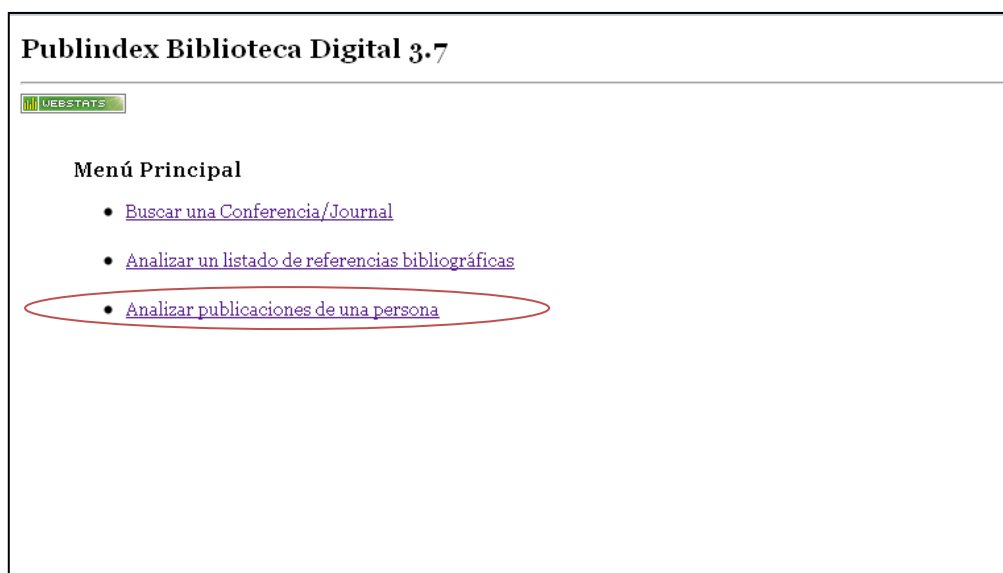 Publindex Biblioteca Digital 3.7
WEBSTATS
Menú Principal
Buscar una Conferencia/Journal
Analizar un listado de referencias bibliográficas
Analizar publicaciones de una persona